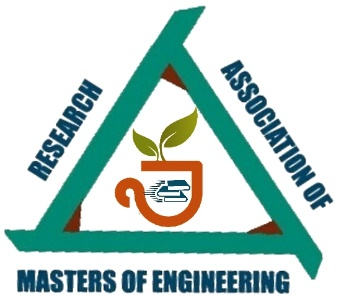 RESEARCH
ASSOCIATION OF
MASTERS OF ENGINEERING